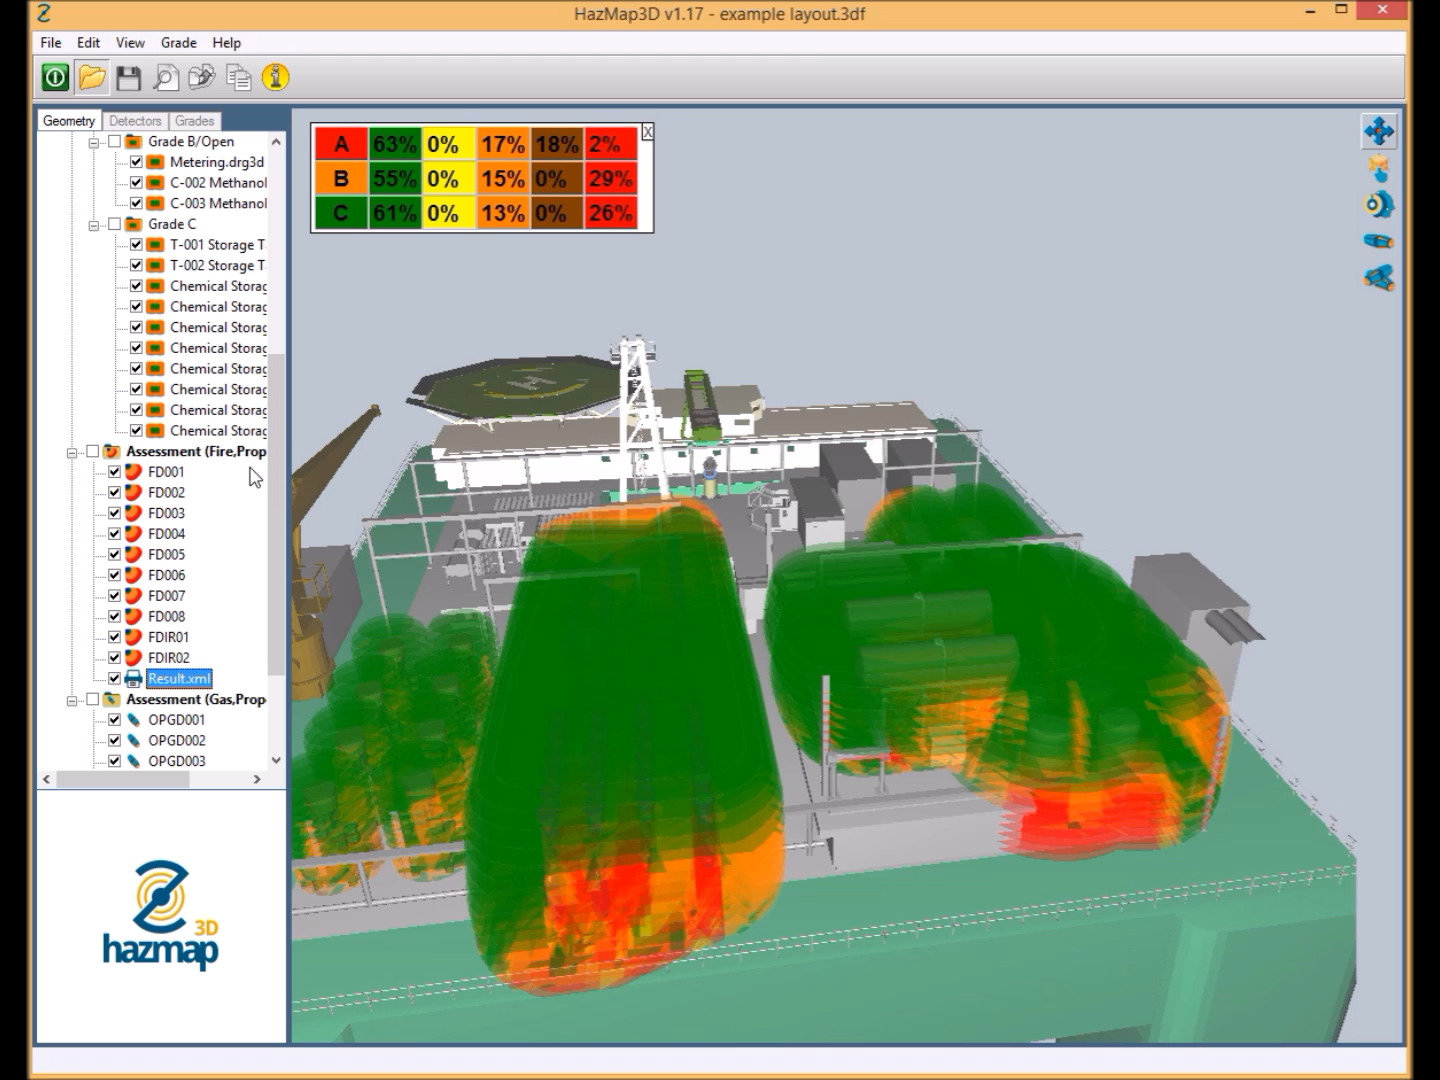 HazMap3D v1.17 - example layout.3df
File Edit View Grade Help
Geometry Detectors Grades
Grade B/Open
Metering.drg3d
C-002 Methanol
C-003 Methanol
Grade C
T-001 Storage T
T-002 Storage T
Chemical Storag
Chemical Storag
Chemical Storag
Chemical Storag
Chemical Storag
Chemical Storag
Chemical Storag
Chemical Storag
Assessment (Fire,Prop
FD001
FD002
FD003
FD004
FD005
FD006
FD007
FD008
FDIR01
FDIR02
Result.xml
Assessment (Gas,Prop
OPGD001
OPGD002
OPGD003
3D
hazmap
X
A 63% 0% 17% 18% 2%
B 55% 0% 15% 0% 29%
C 61% 0% 13% 0% 26%
H